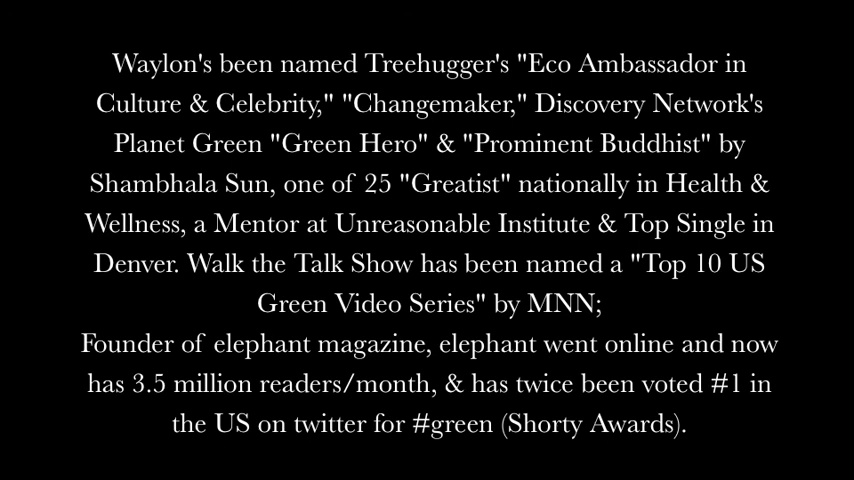 Waylon's been named Treehugger's "Eco Ambassador in
Culture & Celebrity," "Changemaker," Discovery Network's
Planet Green "Green Hero" & "Prominent Buddhist" by
Shambhala Sun, one of 25 "Greatist" nationally in Health &
Wellness, a Mentor at Unreasonable Institute & Top Single in
Denver. Walk the Talk Show has been named a "Top 10 US
Green Video Series" by MNN;
Founder of elephant magazine, elephant went online and now
has 3.5 million readers/month, & has twice been voted #1 in
the US on twitter for #green (Shorty Awards).